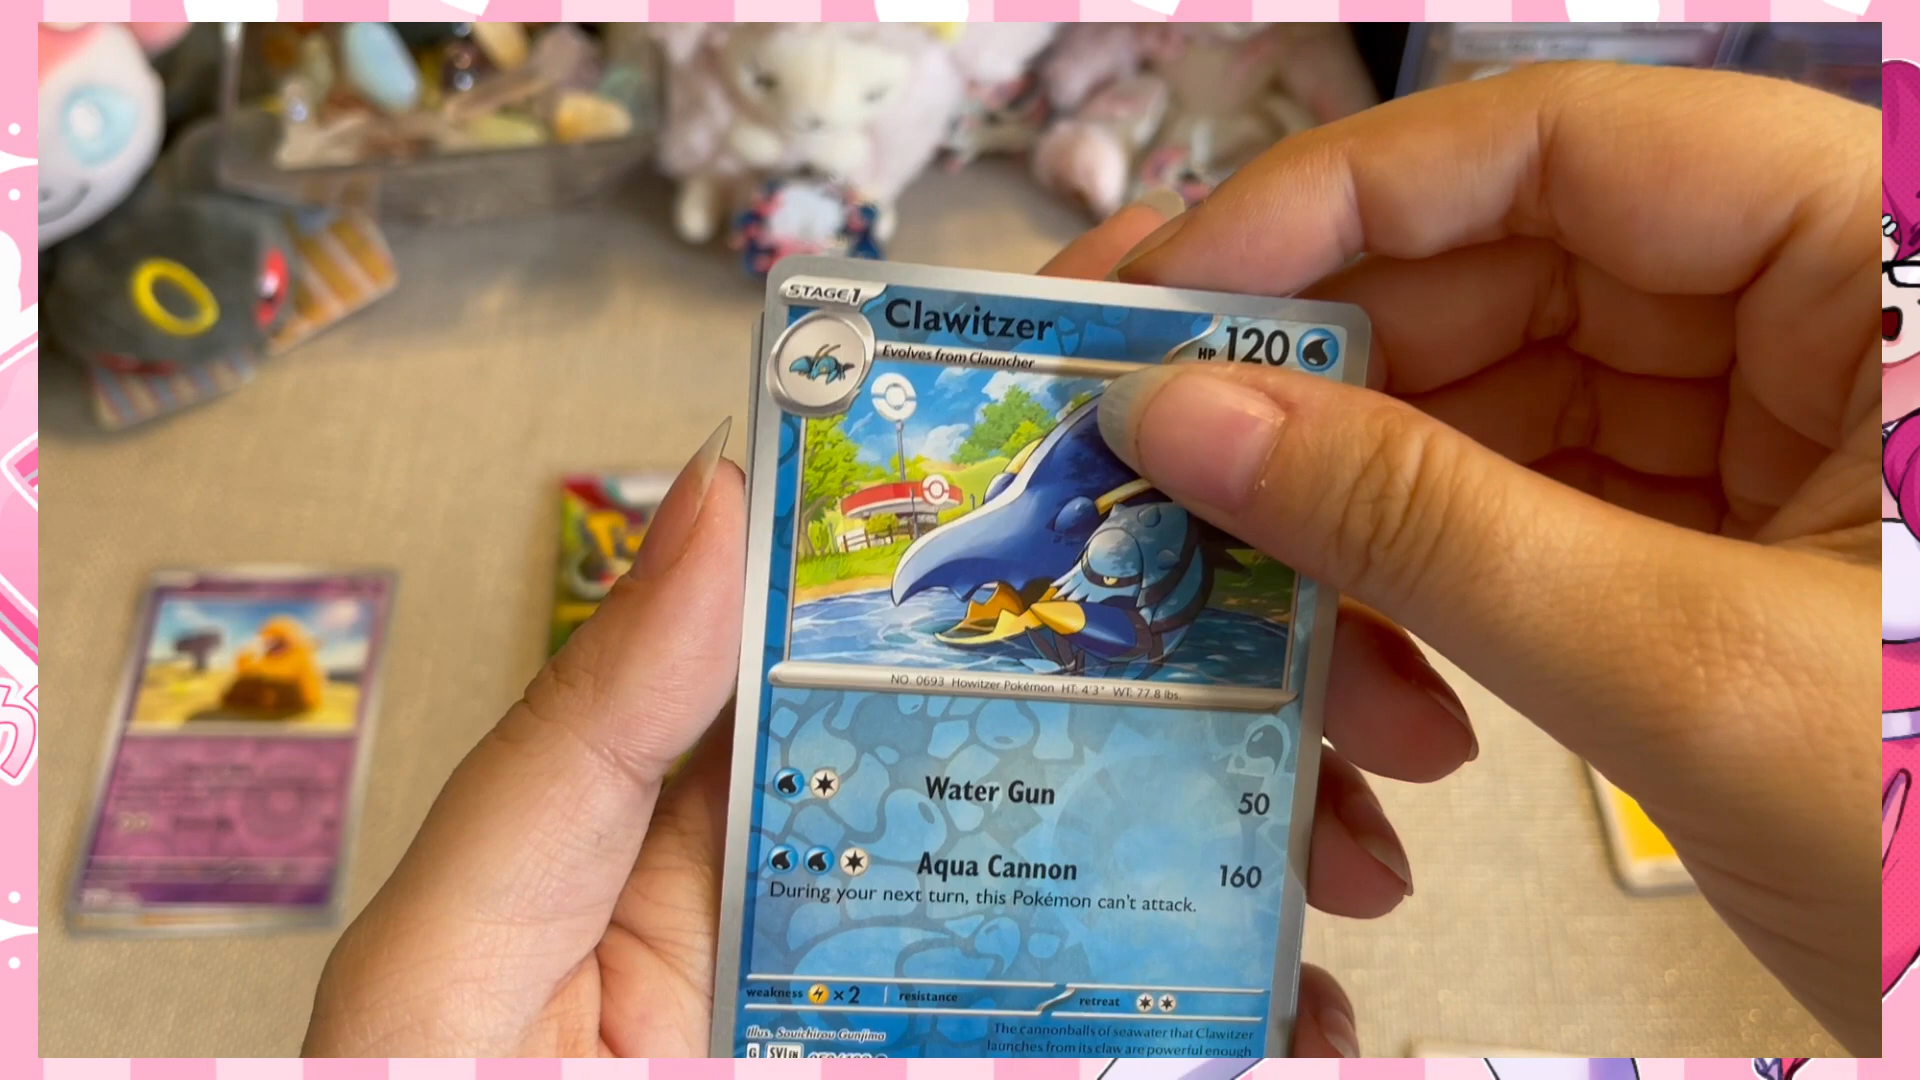 STAGE1
Clawitzer
HP 120
Evolves from Clauncher
NO. 0693 Howitzer Pokémon HT: 4'3" WT: 77.8 lbs.
Water Gun 50
Aqua Cannon 160
During your next turn, this Pokémon can't attack.
weakness ×2 resistance retreat
Illus. Souichirou Gunjima
The cannonballs of seawater that Clawitzer
launches from its claw are powerful enough
G SVI EN